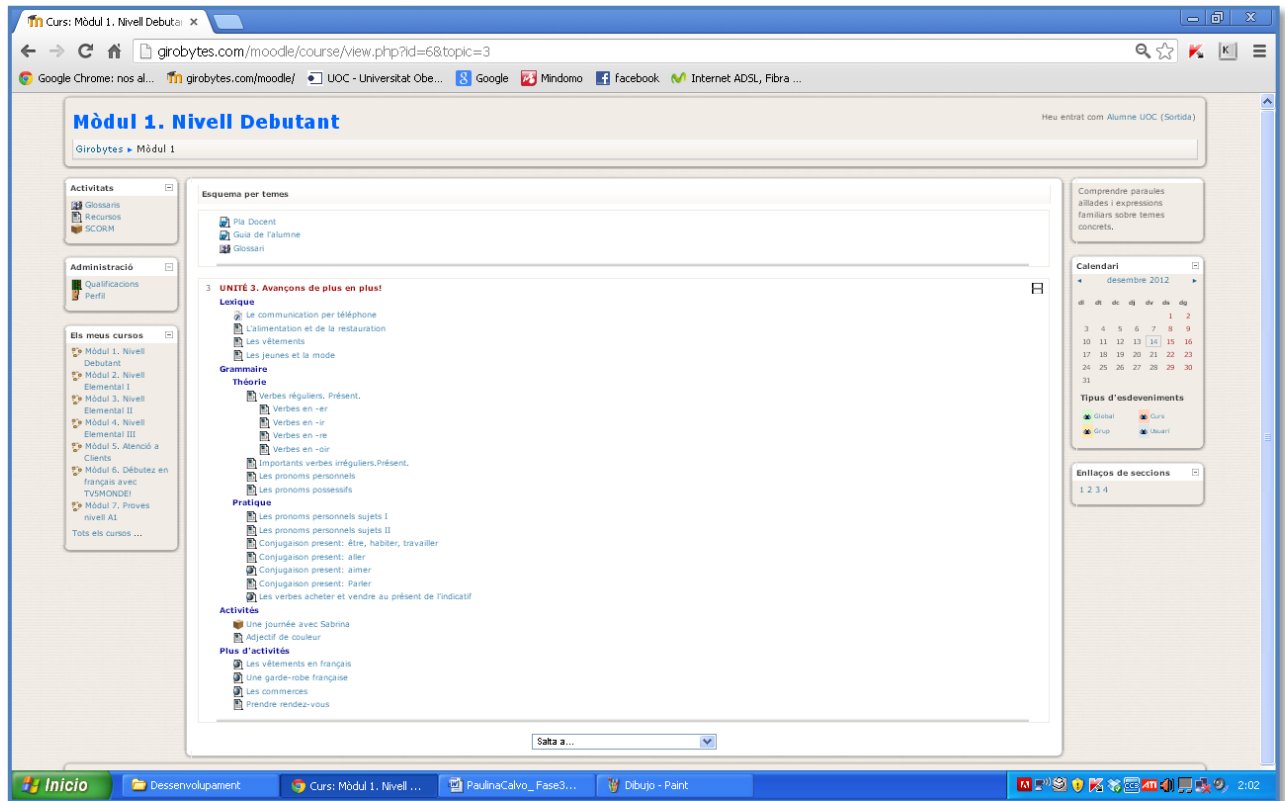 Curs: Mòdul 1. Nivell Debuta
girobytes.com/moodle/course/view.php?id=6&topic=3
Google Chrome: nos al... girobytes.com/moodle/ UOC - Universitat Obe... Google Mindomo facebook Internet ADSL, Fibra ...
Mòdul 1. Nivell Debutant
Heu entrat com Alumne UOC (Sortida)
Girobytes ► Mòdul 1
Activitats
Glossaris
Recursos
SCORM
Administració
Qualificacions
Perfil
Els meus cursos
Mòdul 1. Nivell
Debutant
Mòdul 2. Nivell
Elemental I
Mòdul 3. Nivell
Elemental II
Mòdul 4. Nivell
Elemental III
Mòdul 5. Atenció a
Clients
Mòdul 6. Débutez en
français avec
TV5MONDE!
Mòdul 7. Proves
nivell A1
Tots els cursos ...
Esquema per temes
Pla Docent
Guia de l'alumne
Glossari
3 UNITÉ 3. Avançons de plus en plus!
Lexique
Le communication per téléphone
L'alimentation et de la restauration
Les vêtements
Les jeunes et la mode
Grammaire
Théorie
Verbes réguliers. Présent.
Verbes en -er
Verbes en -ir
Verbes en -re
Verbes en -oir
Importants verbes irréguliers.Présent.
Les pronoms personnels
Les pronoms possessifs
Pratique
Les pronoms personnels sujets I
Les pronoms personnels sujets II
Conjugaison present: être, habiter, travailler
Conjugaison present: aller
Conjugaison present: aimer
Conjugaison present: Parler
Les verbes acheter et vendre au présent de l'indicatif
Activités
Une journée avec Sabrina
Adjectif de couleur
Plus d'activités
Les vêtements en français
Une garde-robe française
Les commerces
Prendre rendez-vous
Salta a...
Comprendre paraules
aïllades i expressions
familiars sobre temes
concrets.
Calendari
◄ desembre 2012 ►
dl dt dc dj dv ds dg
1 2
3 4 5 6 7 8 9
10 11 12 13 14 15 16
17 18 19 20 21 22 23
24 25 26 27 28 29 30
31
Tipus d'esdeveniments
Global Curs
Grup Usuari
Enllaços de seccions
1 2 3 4
Inicio Dessenvolupament Curs: Mòdul 1. Nivell ... PaulinaCalvo_ Fase3... Dibujo - Paint 2:02